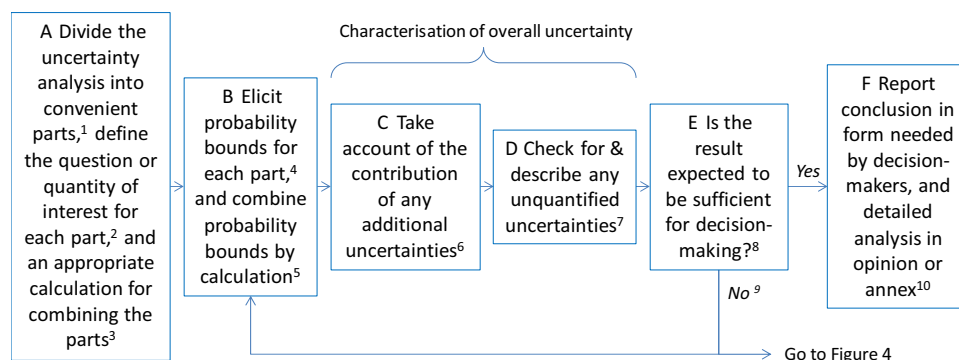 Characterisation of overall uncertainty
A Divide the
uncertainty
analysis into
convenient
parts,¹ define
the question or
quantity of
interest for
each part,² and
an appropriate
calculation for
combining the
parts³
B Elicit
probability
bounds for
each part,⁴
and combine
probability
bounds by
calculation⁵
C Take
account of the
contribution
of any
additional
uncertainties⁶
D Check for &
describe any
unquantified
uncertainties⁷
E Is the
result
expected to
be sufficient
for decision-
making?⁸
Yes
No ⁹
F Report
conclusion in
form needed
by decision-
makers, and
detailed
analysis in
opinion or
annex¹⁰
Go to Figure 4